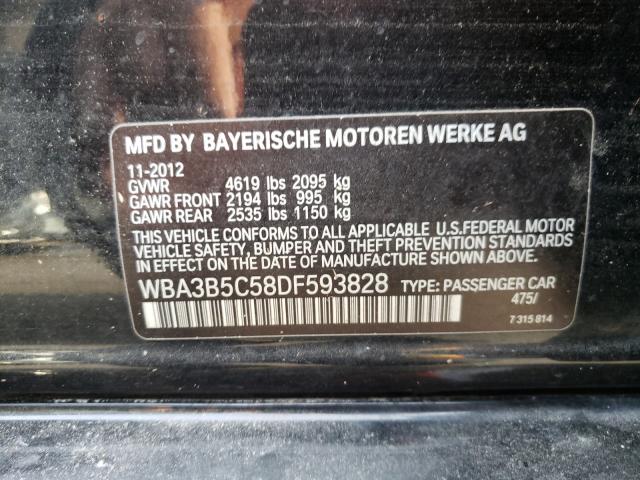 MFD BY BAYERISCHE MOTOREN WERKE AG
11-2012
GVWR 4619 lbs 2095 kg
GAWR FRONT 2194 lbs 995 kg
GAWR REAR 2535 lbs 1150 kg
THIS VEHICLE CONFORMS TO ALL APPLICABLE U.S.FEDERAL MOTOR
VEHICLE SAFETY, BUMPER AND THEFT PREVENTION STANDARDS
IN EFFECT ON THE DATE OF MANUFACTURE SHOWN ABOVE.
WBA3B5C58DF593828 TYPE: PASSENGER CAR
475/
7 315 814